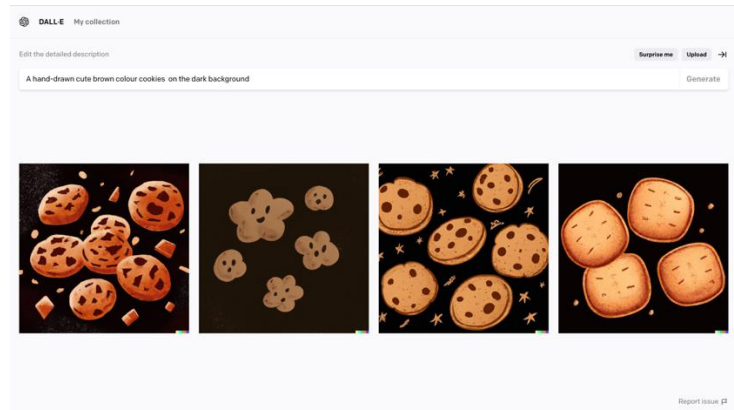 DALL·E My collection
Edit the detailed description Surprise me Upload
A hand-drawn cute brown colour cookies on the dark background Generate
Report issue